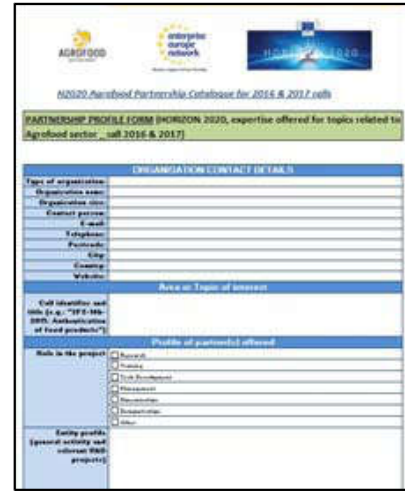 AGROFOOD
enterprise
europe
network
HORIZON 2020
H2020 Agrofood Partnership Catalogue for 2016 & 2017 calls
PARTNERSHIP PROFILE FORM (HORIZON 2020, expertise offered for topics related to
Agrofood sector _ call 2016 & 2017)
ORGANISATION CONTACT DETAILS
Type of organization:
Organization name:
Organization size:
Contact person:
E-mail:
Telephone:
Postcode:
City:
Country:
Website:
Area or Topic of interest
Call identifier and
title (e.g.:
Authentication
of food products")
Profile of partner(s) offered
Role in the project
Research
Training
Tech Development
Management
Dissemination
Demonstration
Other
Entity profile
(general activity and
relevant R&D
projects)